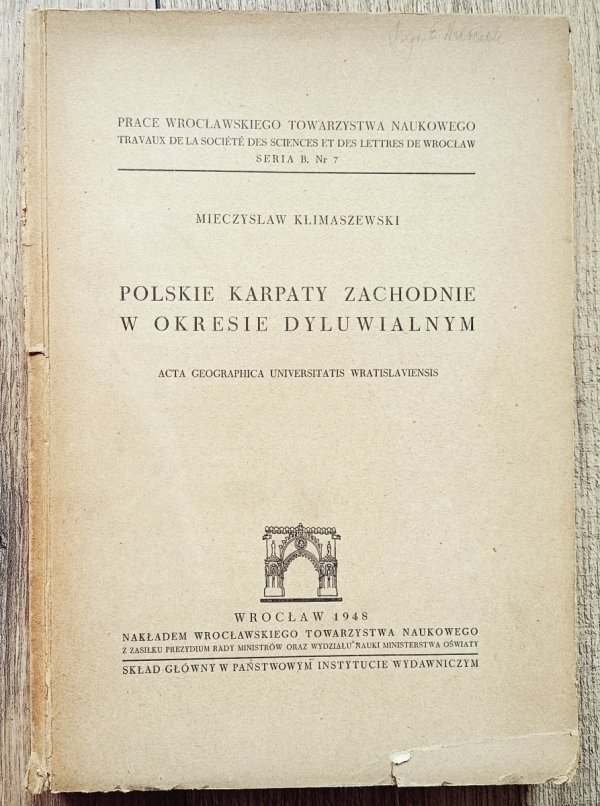 PRACE WROCŁAWSKIEGO TOWARZYSTWA NAUKOWEGO
TRAVAUX DE LA SOCIÉTÉ DES SCIENCES ET DES LETTRES DE WROCŁAW
SERIA B. Nr 7
MIECZYSŁAW KLIMASZEWSKI
POLSKIE KARPATY ZACHODNIE
W OKRESIE DYLUWIALNYM
ACTA GEOGRAPHICA UNIVERSITATIS WRATISLAVIENSIS
WROCŁAW 1948
NAKŁADEM WROCŁAWSKIEGO TOWARZYSTWA NAUKOWEGO
Z ZASIŁKU PREZYDIUM RADY MINISTRÓW ORAZ WYDZIAŁU NAUKI MINISTERSTWA OŚWIATY
SKŁAD GŁÓWNY W PAŃSTWOWYM INSTYTUCIE WYDAWNICZYM